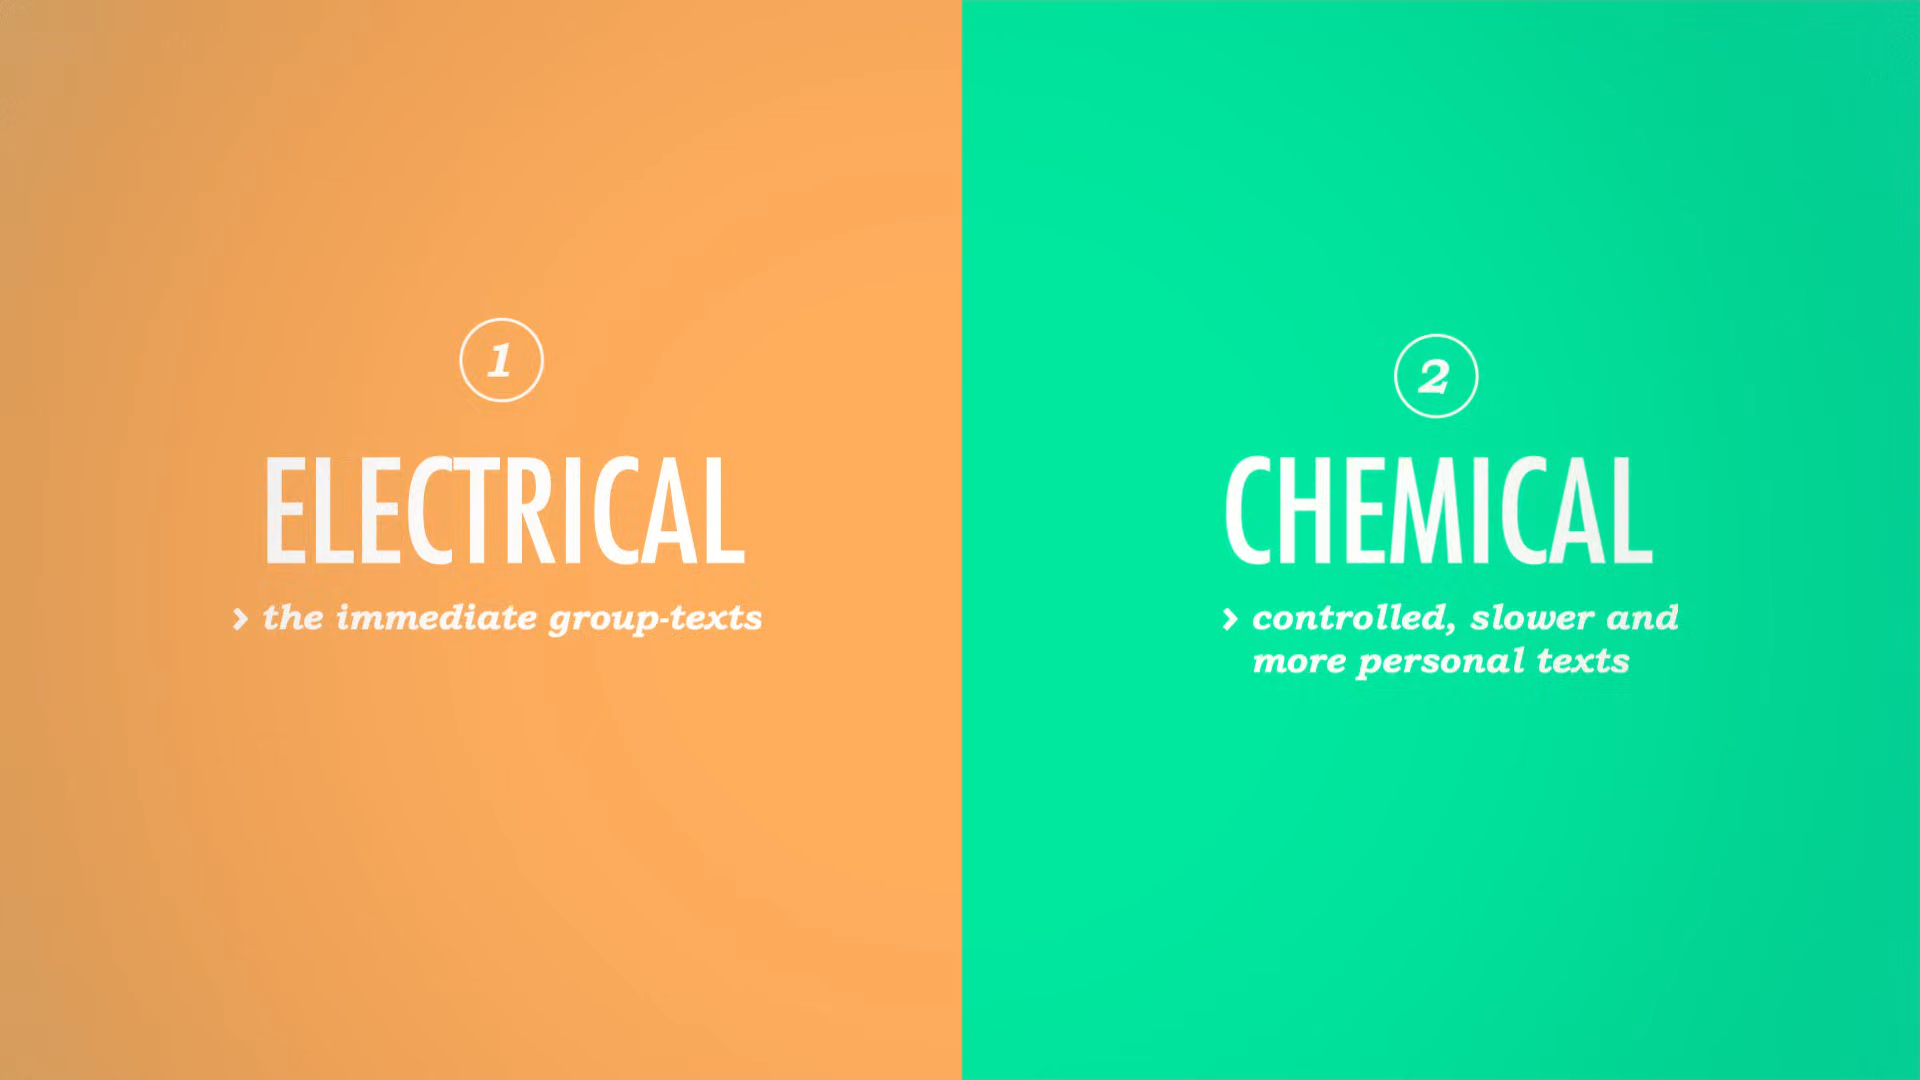 1
ELECTRICAL
› the immediate group-texts
2
CHEMICAL
› controlled, slower and
more personal texts